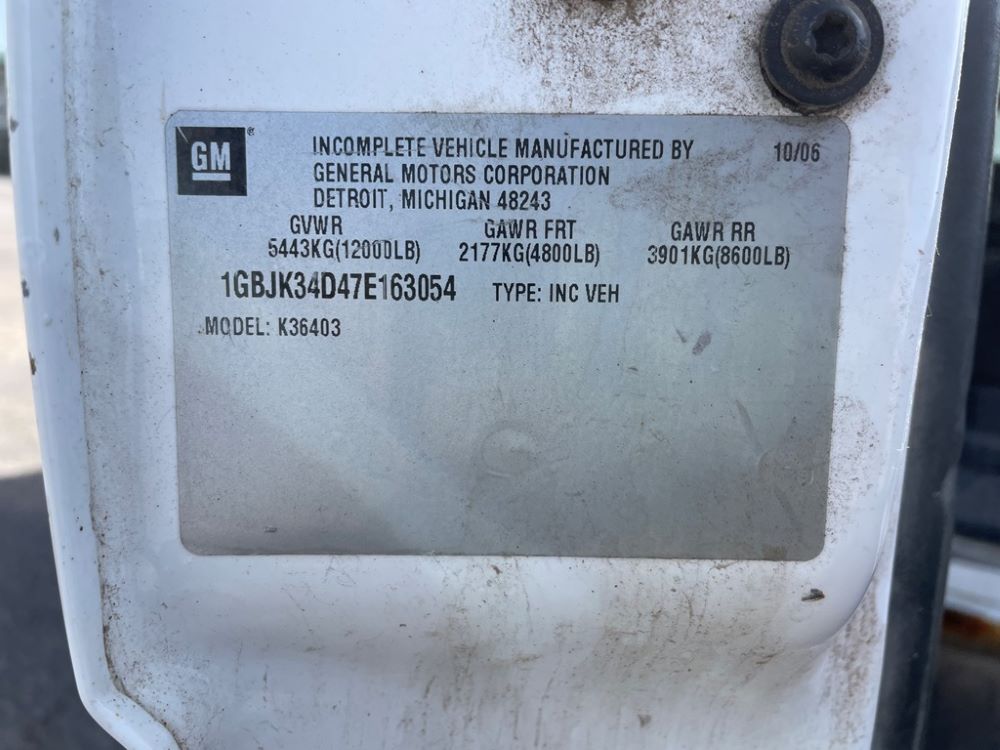 GM® INCOMPLETE VEHICLE MANUFACTURED BY 10/06
GENERAL MOTORS CORPORATION
DETROIT, MICHIGAN 48243
GVWR GAWR FRT GAWR RR
5443KG(12000LB) 2177KG(4800LB) 3901KG(8600LB)
1GBJK34D47E163054 TYPE: INC VEH
MODEL: K36403